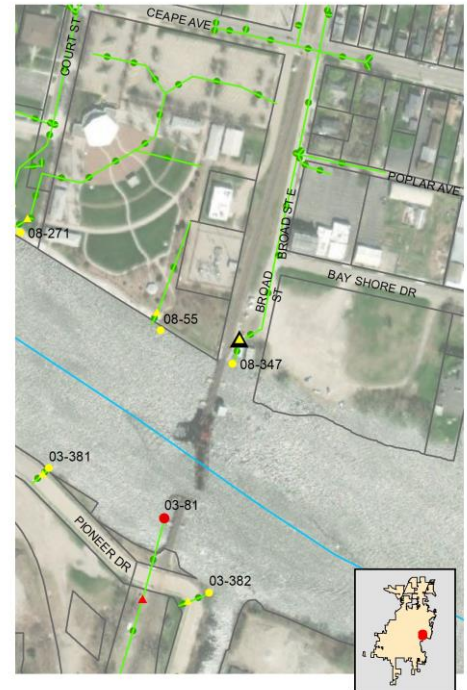 CEAPE AVE
COURT ST
POPLAR AVE
BROAD ST E
BROAD
ST
BAY SHORE DR
08-271
08-55
08-347
03-381
03-81
PIONEER DR
03-382